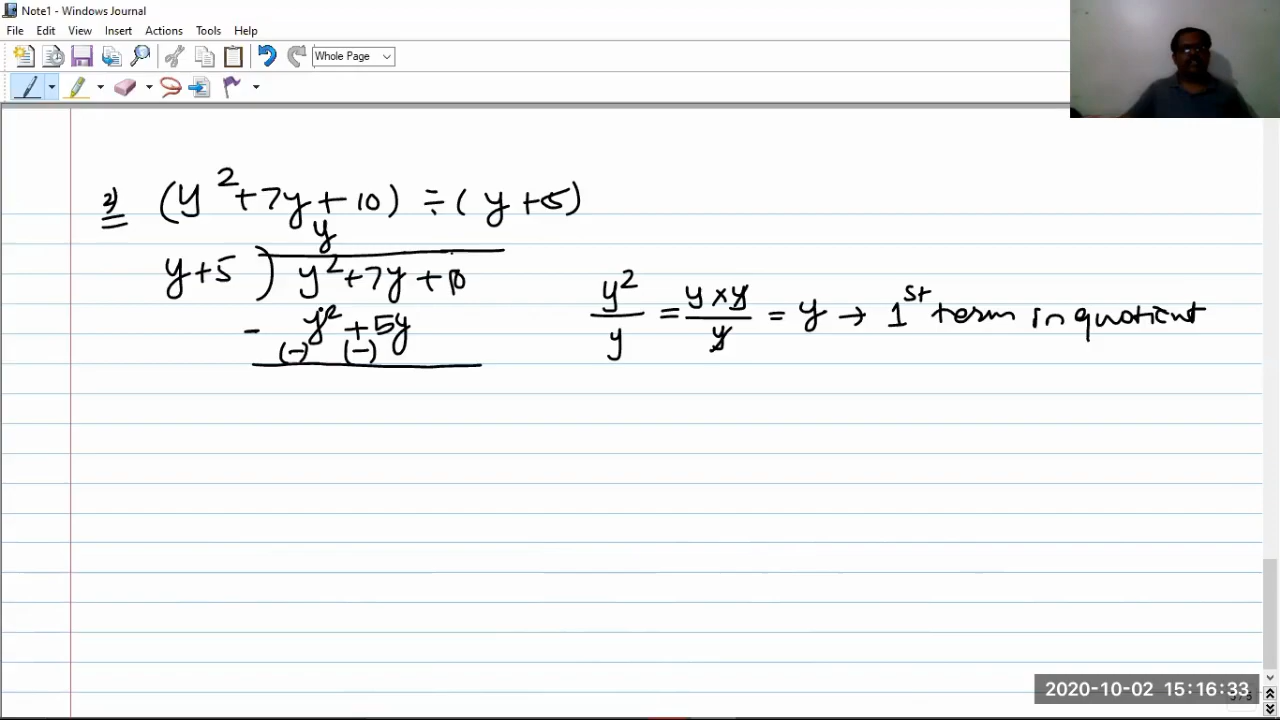 Note1 - Windows Journal
File Edit View Insert Actions Tools Help
Whole Page
2) (y²+7y+10) ÷ (y+5)
y
y+5 ) y²+7y+10
- y²+5y
(-) (-)
y²/y = y×y/y = y → 1st term in quotient
2020-10-02 15:16:33